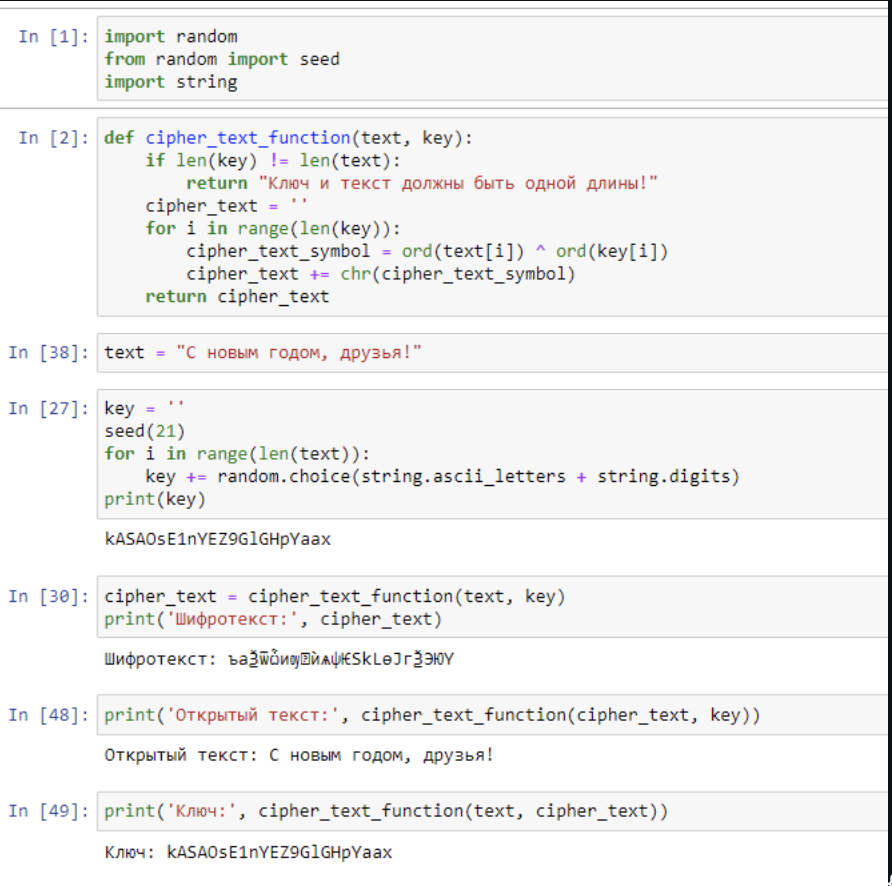 In [1]: import random
from random import seed
import string
In [2]: def cipher_text_function(text, key):
if len(key) != len(text):
return "Ключ и текст должны быть одной длины!"
cipher_text = ''
for i in range(len(key)):
cipher_text_symbol = ord(text[i]) ^ ord(key[i])
cipher_text += chr(cipher_text_symbol)
return cipher_text
In [38]: text = "С новым годом, друзья!"
In [27]: key = ''
seed(21)
for i in range(len(text)):
key += random.choice(string.ascii_letters + string.digits)
print(key)
kASAOsE1nYEZ9GlGHpYaax
In [30]: cipher_text = cipher_text_function(text, key)
print('Шифротекст:', cipher_text)
Шифротекст: ъaѮѿѽиѹѝѧѱѤЅkLѳЈгѮЭЮY
In [48]: print('Открытый текст:', cipher_text_function(cipher_text, key))
Открытый текст: С новым годом, друзья!
In [49]: print('Ключ:', cipher_text_function(text, cipher_text))
Ключ: kASAOsE1nYEZ9GlGHpYaax